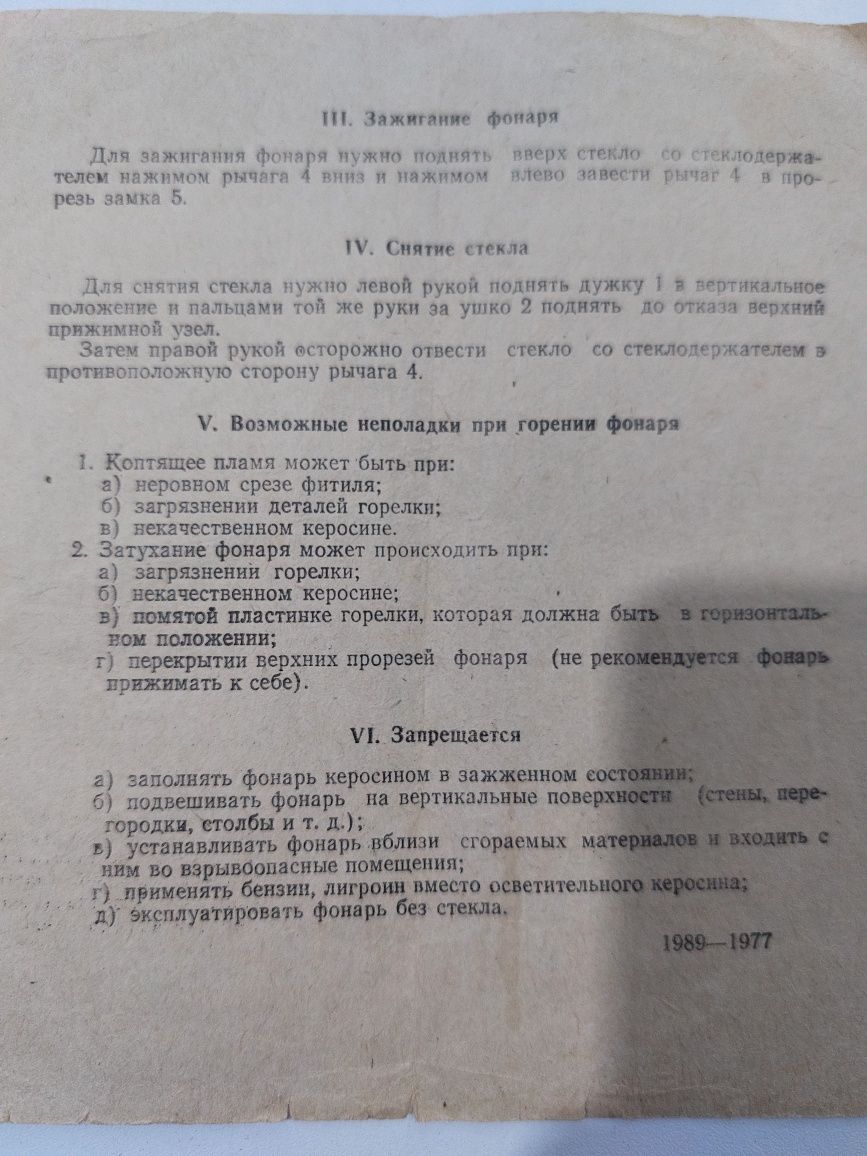 III. Зажигание фонаря
Для зажигания фонаря нужно поднять вверх стекло со стеклодержа-
телем нажимом рычага 4 вниз и нажимом влево завести рычаг 4 в про-
резь замка 5.
IV. Снятие стекла
Для снятия стекла нужно левой рукой поднять дужку 1 в вертикальное
положение и пальцами той же руки за ушко 2 поднять до отказа верхний
прижимной узел.
Затем правой рукой осторожно отвести стекло со стеклодержателем в
противоположную сторону рычага 4.
V. Возможные неполадки при горении фонаря
1. Коптящее пламя может быть при:
а) неровном срезе фитиля;
б) загрязнении деталей горелки;
в) некачественном керосине.
2. Затухание фонаря может происходить при:
а) загрязнений горелки;
б) некачественном керосине;
в) помятой пластинке горелки, которая должна быть в горизонталь-
ном положении;
г) перекрытии верхних прорезей фонаря (не рекомендуется фонарь
прижимать к себе).
VI. Запрещается
а) заполнять фонарь керосином в зажженном состоянии;
б) подвешивать фонарь на вертикальные поверхности (стены, пере-
городки, столбы и т. д.);
в) устанавливать фонарь вблизи сгораемых материалов и входить с
ним во взрывоопасные помещения;
г) применять бензин, лигроин вместо осветительного керосина;
д) эксплуатировать фонарь без стекла.
1989—1977